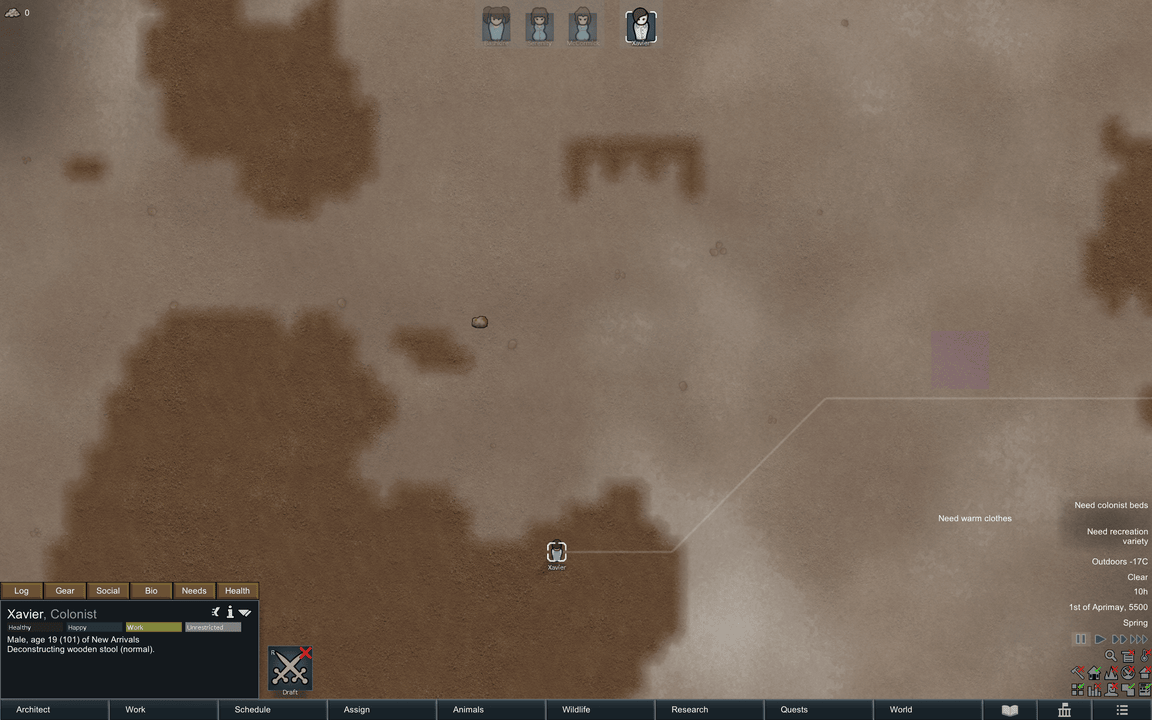 0
Xavier
Xavier
Need colonist beds
Need warm clothes
Need recreation
variety
Outdoors -17C
Clear
10h
1st of Aprimay, 5500
Spring
Log
Gear
Social
Bio
Needs
Health
Xavier, Colonist
Healthy
Happy
Work
Unrestricted
Male, age 19 (101) of New Arrivals
Deconstructing wooden stool (normal).
R
Draft
Architect
Work
Schedule
Assign
Animals
Wildlife
Research
Quests
World